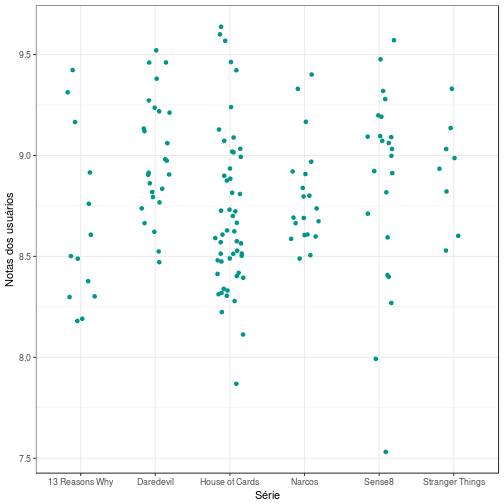 Notas dos usuários
9.5
9.0
8.5
8.0
7.5
13 Reasons Why
Daredevil
House of Cards
Narcos
Sense8
Stranger Things
Série